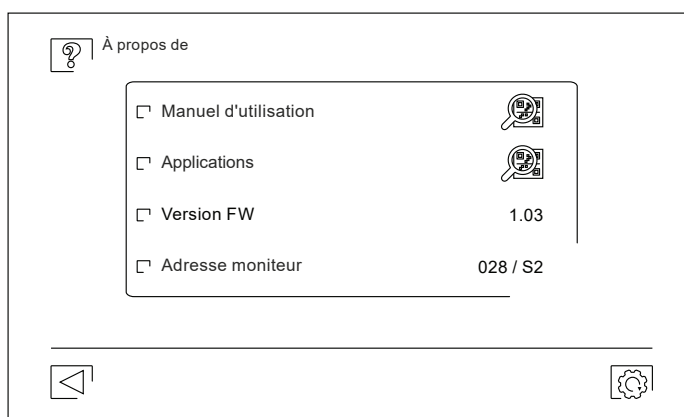 À propos de
Manuel d'utilisation
Applications
Version FW 1.03
Adresse moniteur 028 / S2